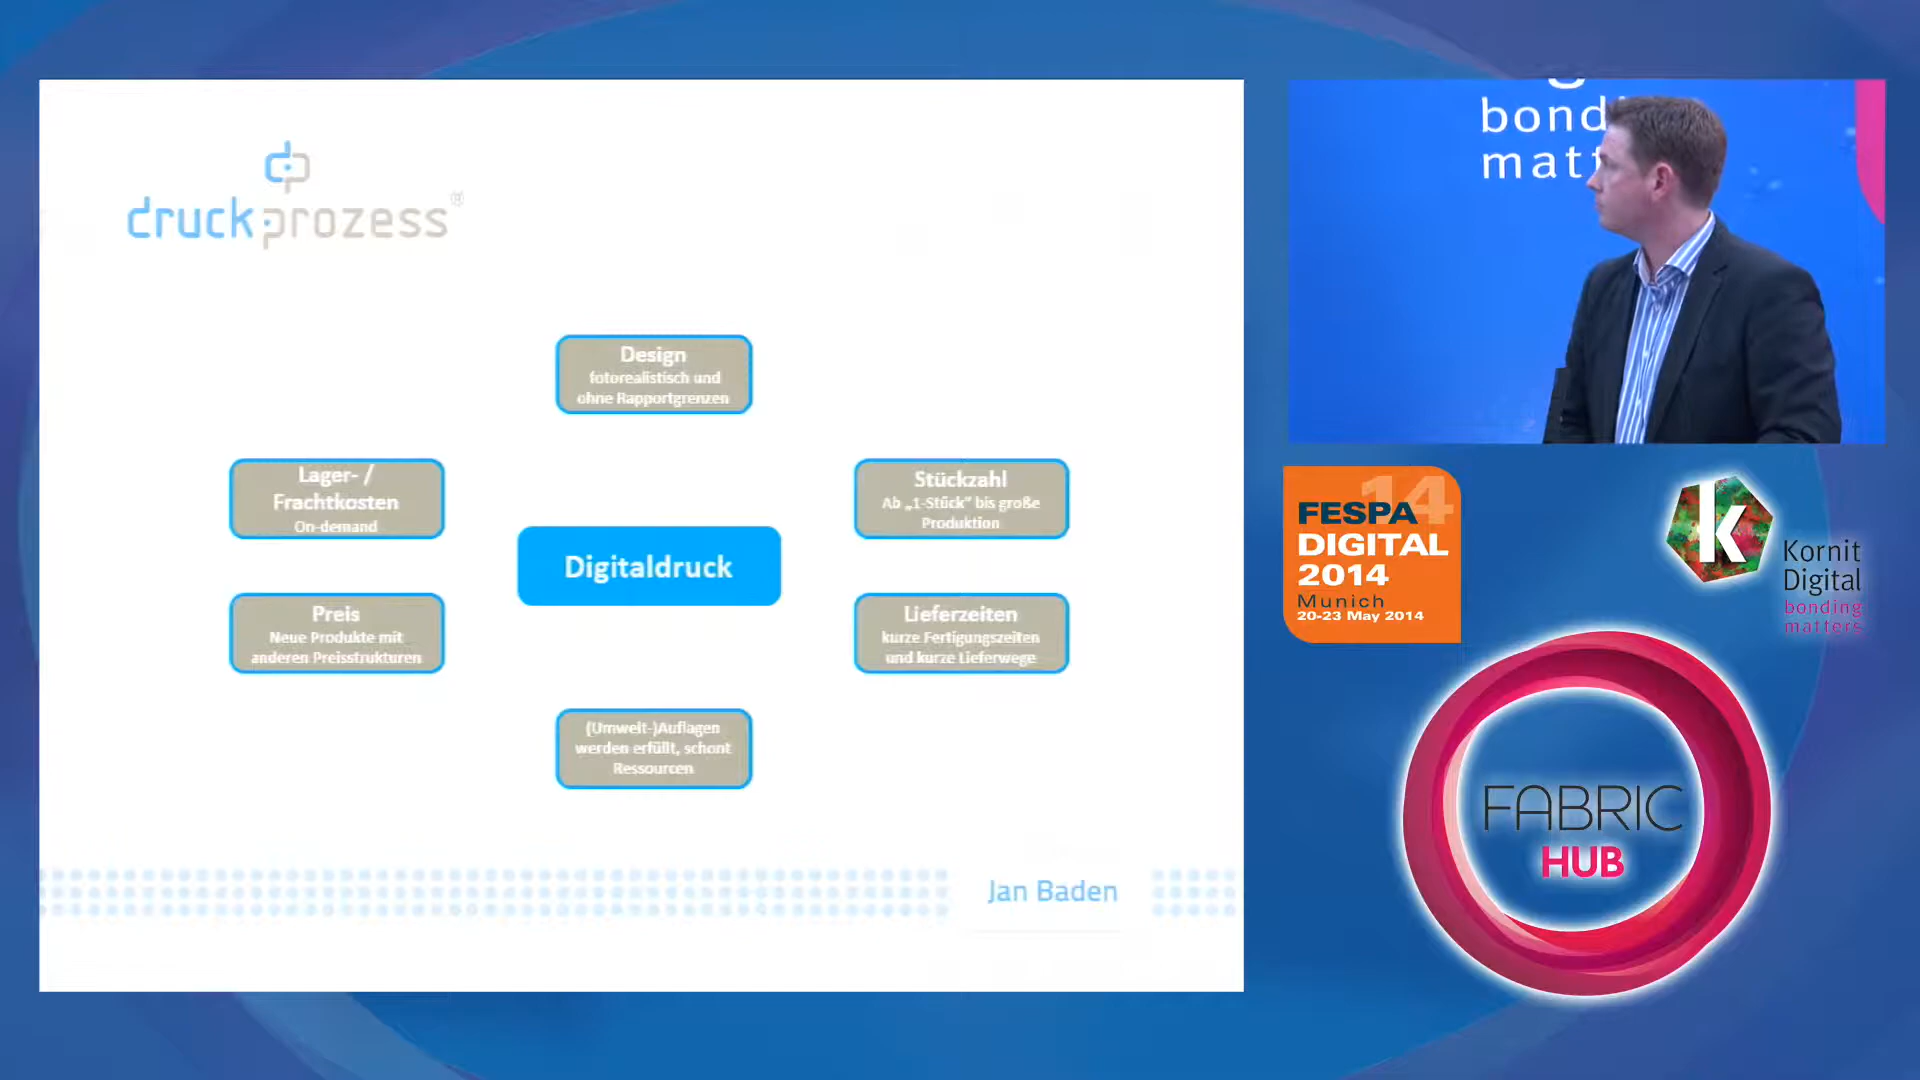 druckprozess®
Design
fotorealistisch und
ohne Rapportgrenzen
Lager- /
Frachtkosten
On-demand
Stückzahl
Ab „1-Stück" bis große
Produktion
Digitaldruck
Preis
Neue Produkte mit
anderen Preisstrukturen
Lieferzeiten
kurze Fertigungszeiten
und kurze Lieferwege
(Umwelt-)Auflagen
werden erfüllt, schont
Ressourcen
Jan Baden
bond
matt
14
FESPA
DIGITAL
2014
Munich
20-23 May 2014
k
Kornit
Digital
bonding
matters
FABRIC
HUB